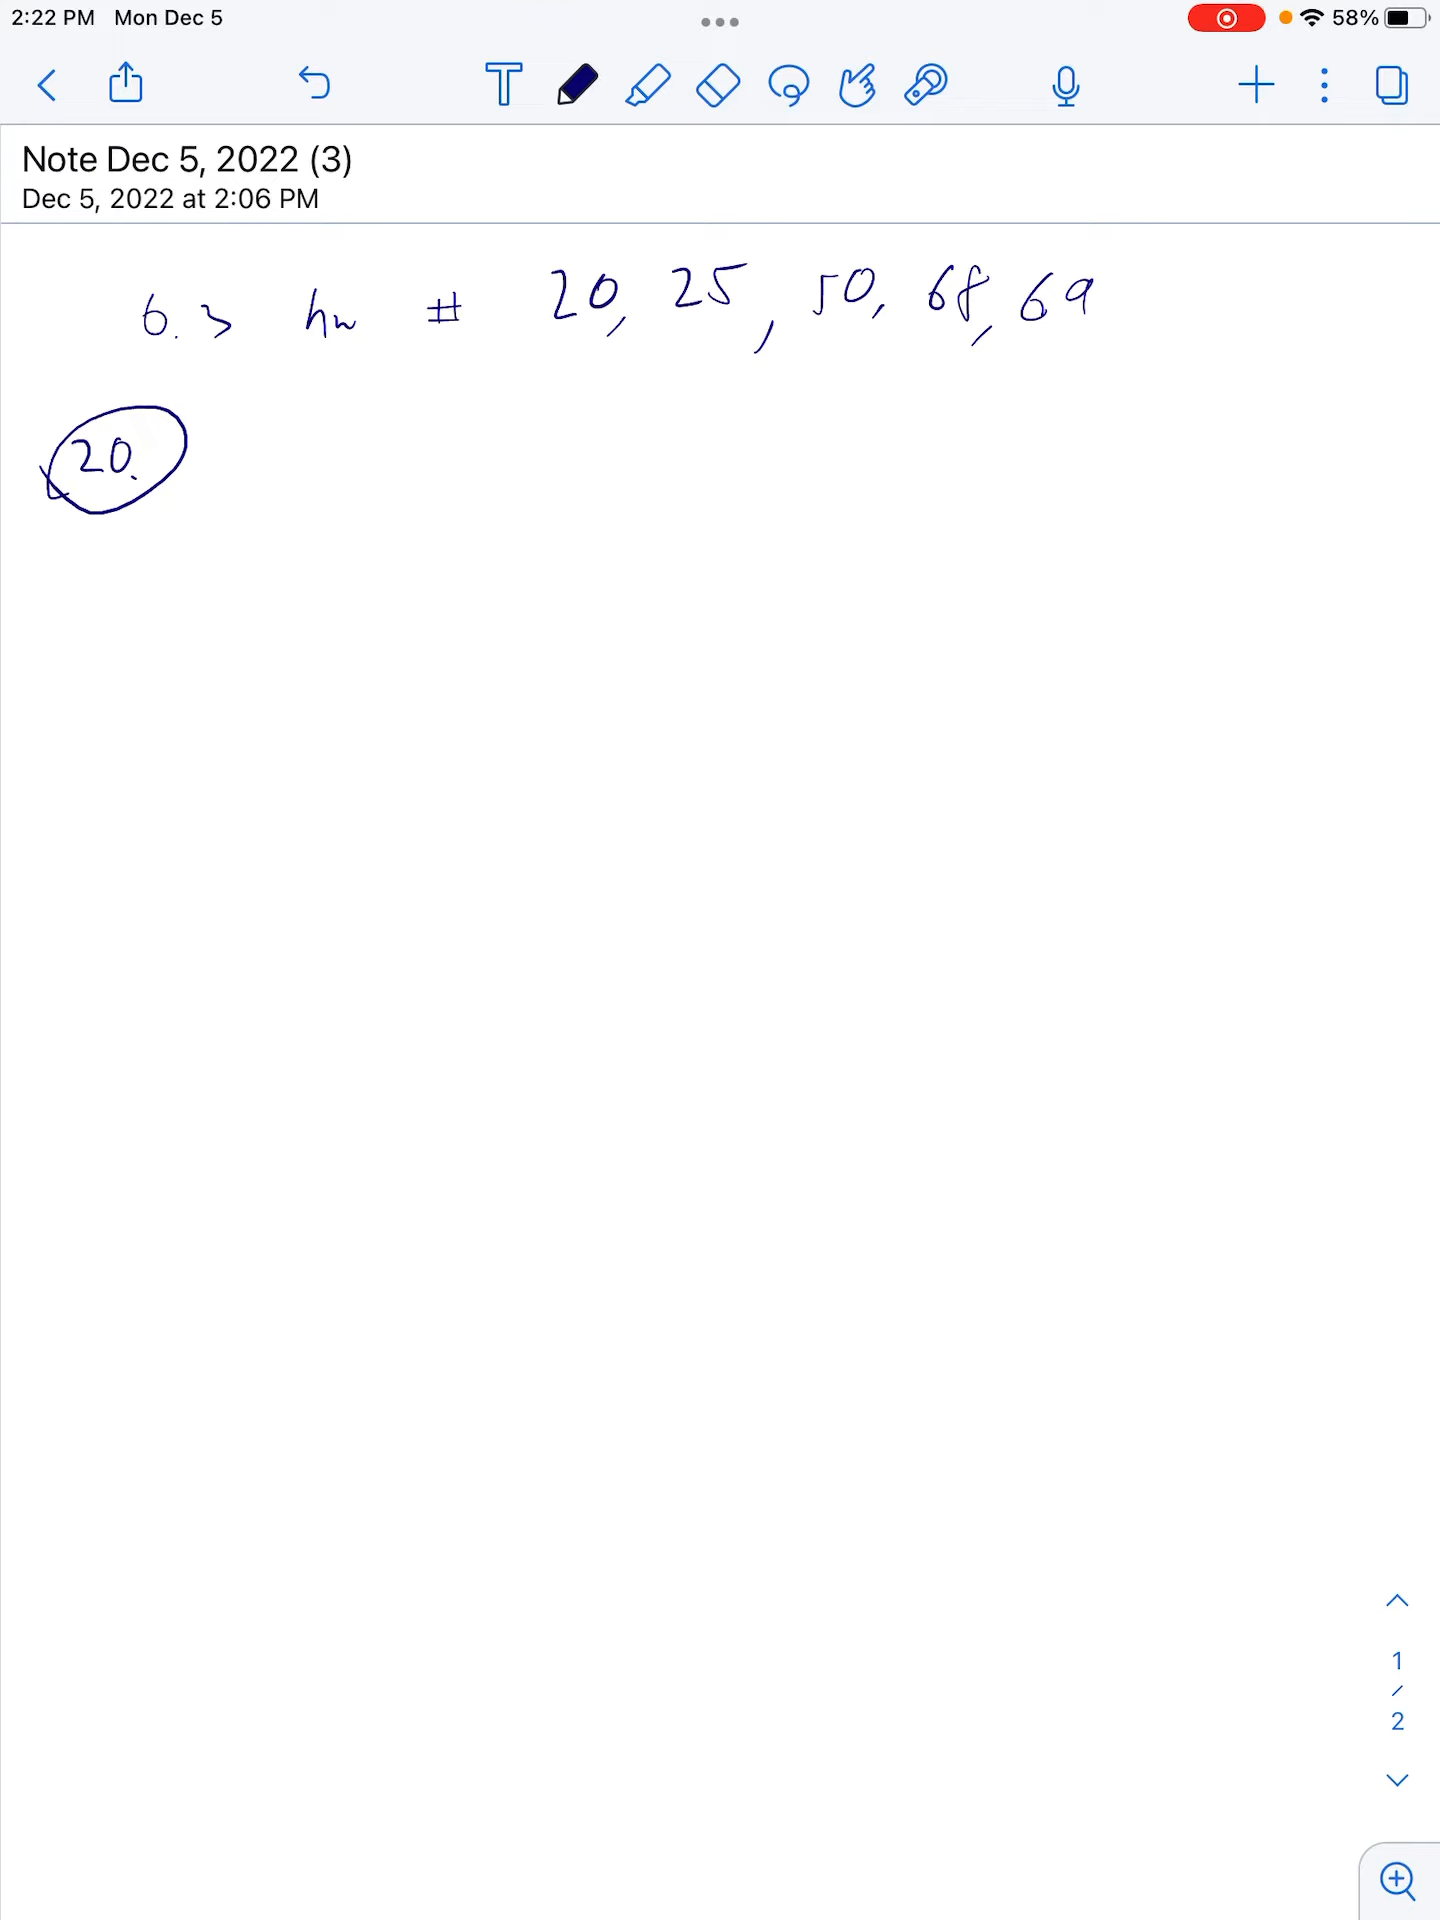 2:22 PM Mon Dec 5 58%
T
Note Dec 5, 2022 (3)
Dec 5, 2022 at 2:06 PM
6.3 hw # 20, 25, 50, 68, 69
20.
1
/
2